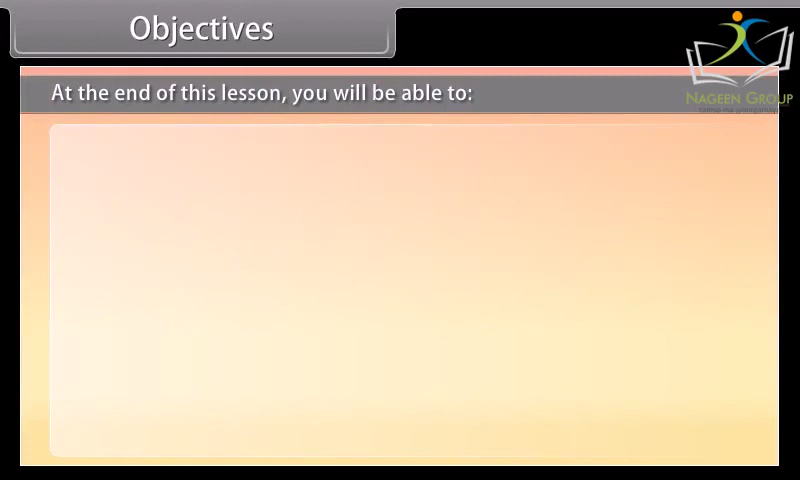 Objectives
At the end of this lesson, you will be able to:
NAGEEN GROUP